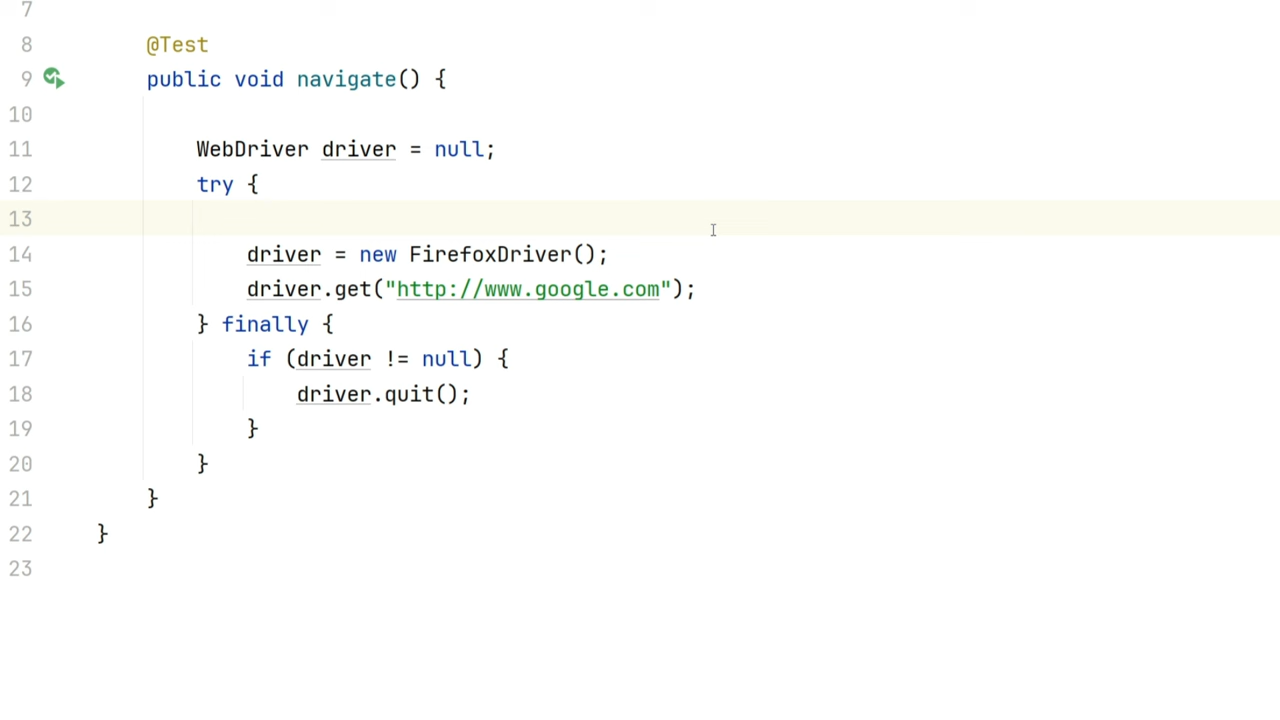 7
8 @Test
9 public void navigate() {
10
11 WebDriver driver = null;
12 try {
13
14 driver = new FirefoxDriver();
15 driver.get("http://www.google.com");
16 } finally {
17 if (driver != null) {
18 driver.quit();
19 }
20 }
21 }
22 }
23